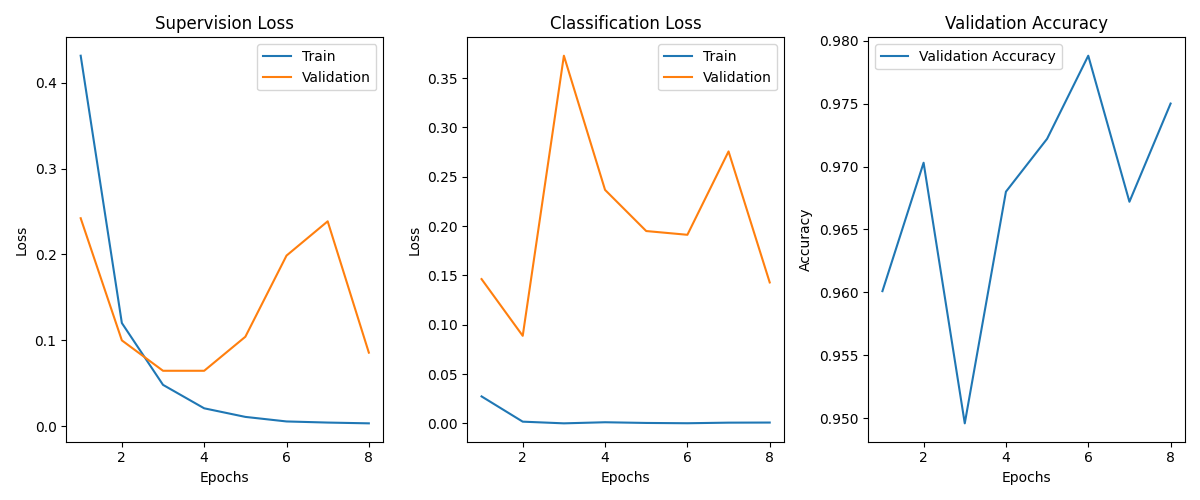 Supervision Loss
Train
Validation
0.4
0.3
0.2
0.1
0.0
Loss
2 4 6 8
Epochs
Classification Loss
Train
Validation
0.35
0.30
0.25
0.20
0.15
0.10
0.05
0.00
Loss
2 4 6 8
Epochs
Validation Accuracy
Validation Accuracy
0.980
0.975
0.970
0.965
0.960
0.955
0.950
Accuracy
2 4 6 8
Epochs